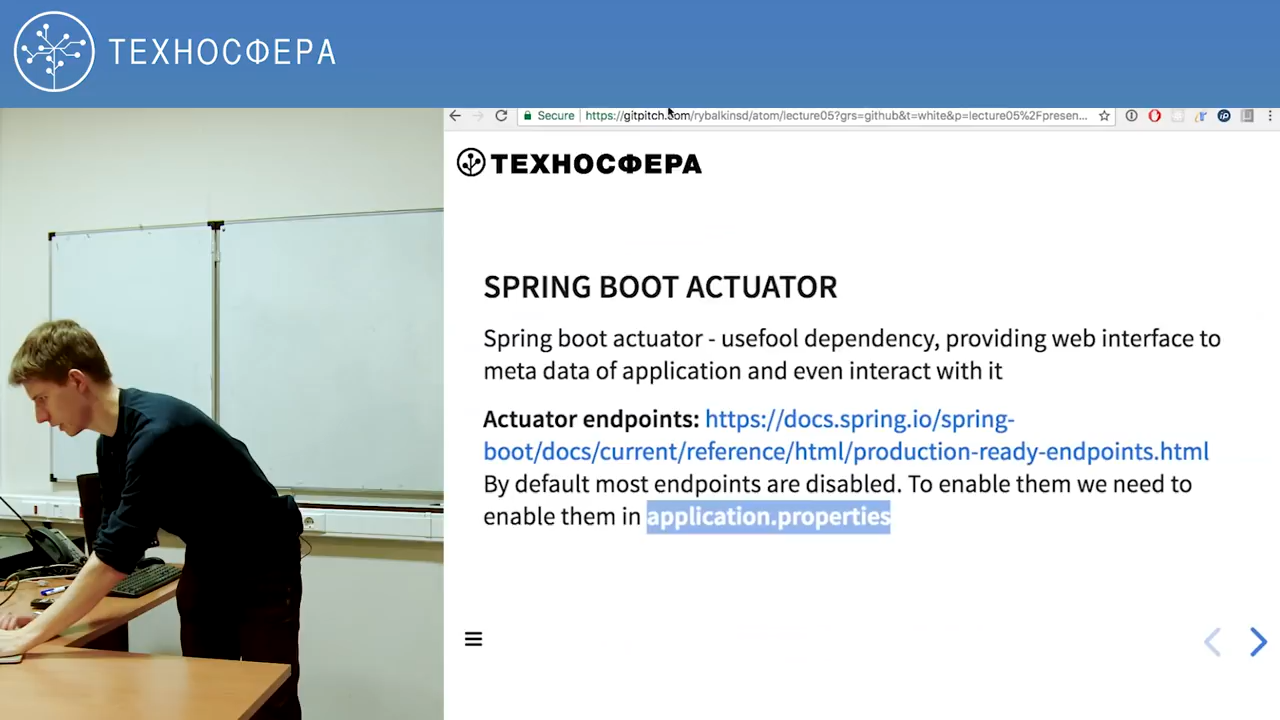 ТЕХНОСФЕРА
Secure
https://gitpitch.com/rybalkinsd/atom/lecture05?grs=github&t=white&p=lecture05%2Fpresen...
ТЕХНОСФЕРА
SPRING BOOT ACTUATOR
Spring boot actuator - usefool dependency, providing web interface to
meta data of application and even interact with it
Actuator endpoints: https://docs.spring.io/spring-
boot/docs/current/reference/html/production-ready-endpoints.html
By default most endpoints are disabled. To enable them we need to
enable them in application.properties